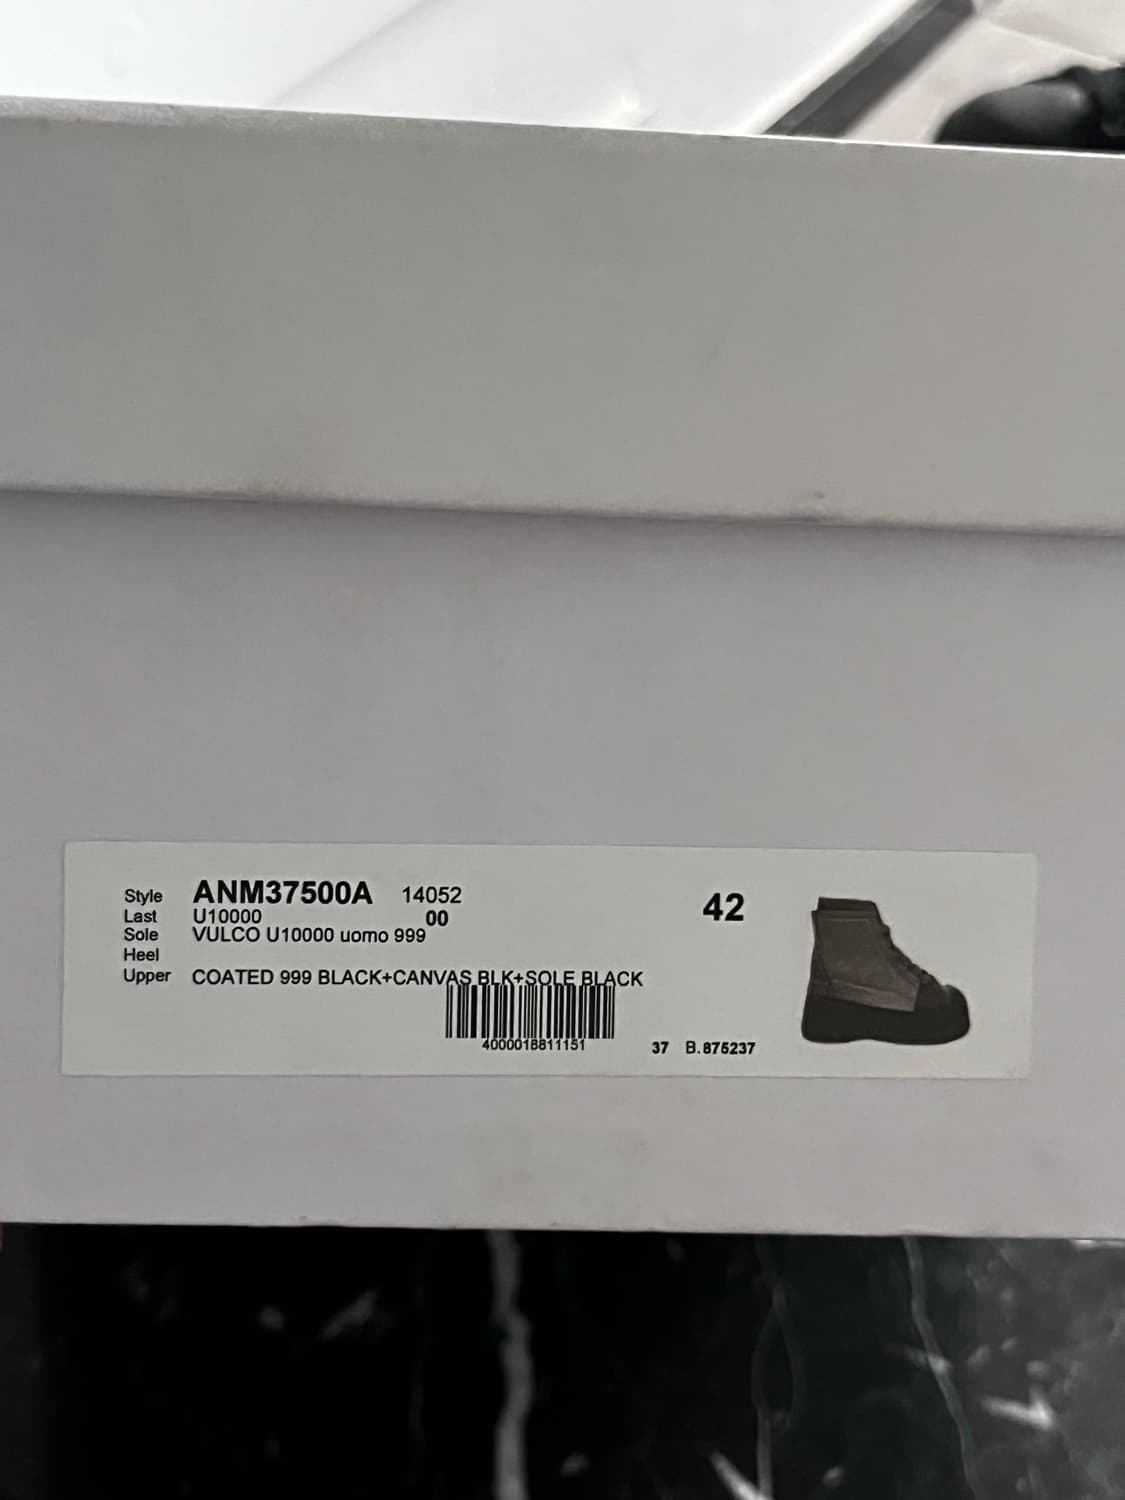 Style ANM37500A 14052 42
Last U10000 00
Sole VULCO U10000 uomo 999
Heel
Upper COATED 999 BLACK+CANVAS BLK+SOLE BLACK
4000018811151
37 B.875237